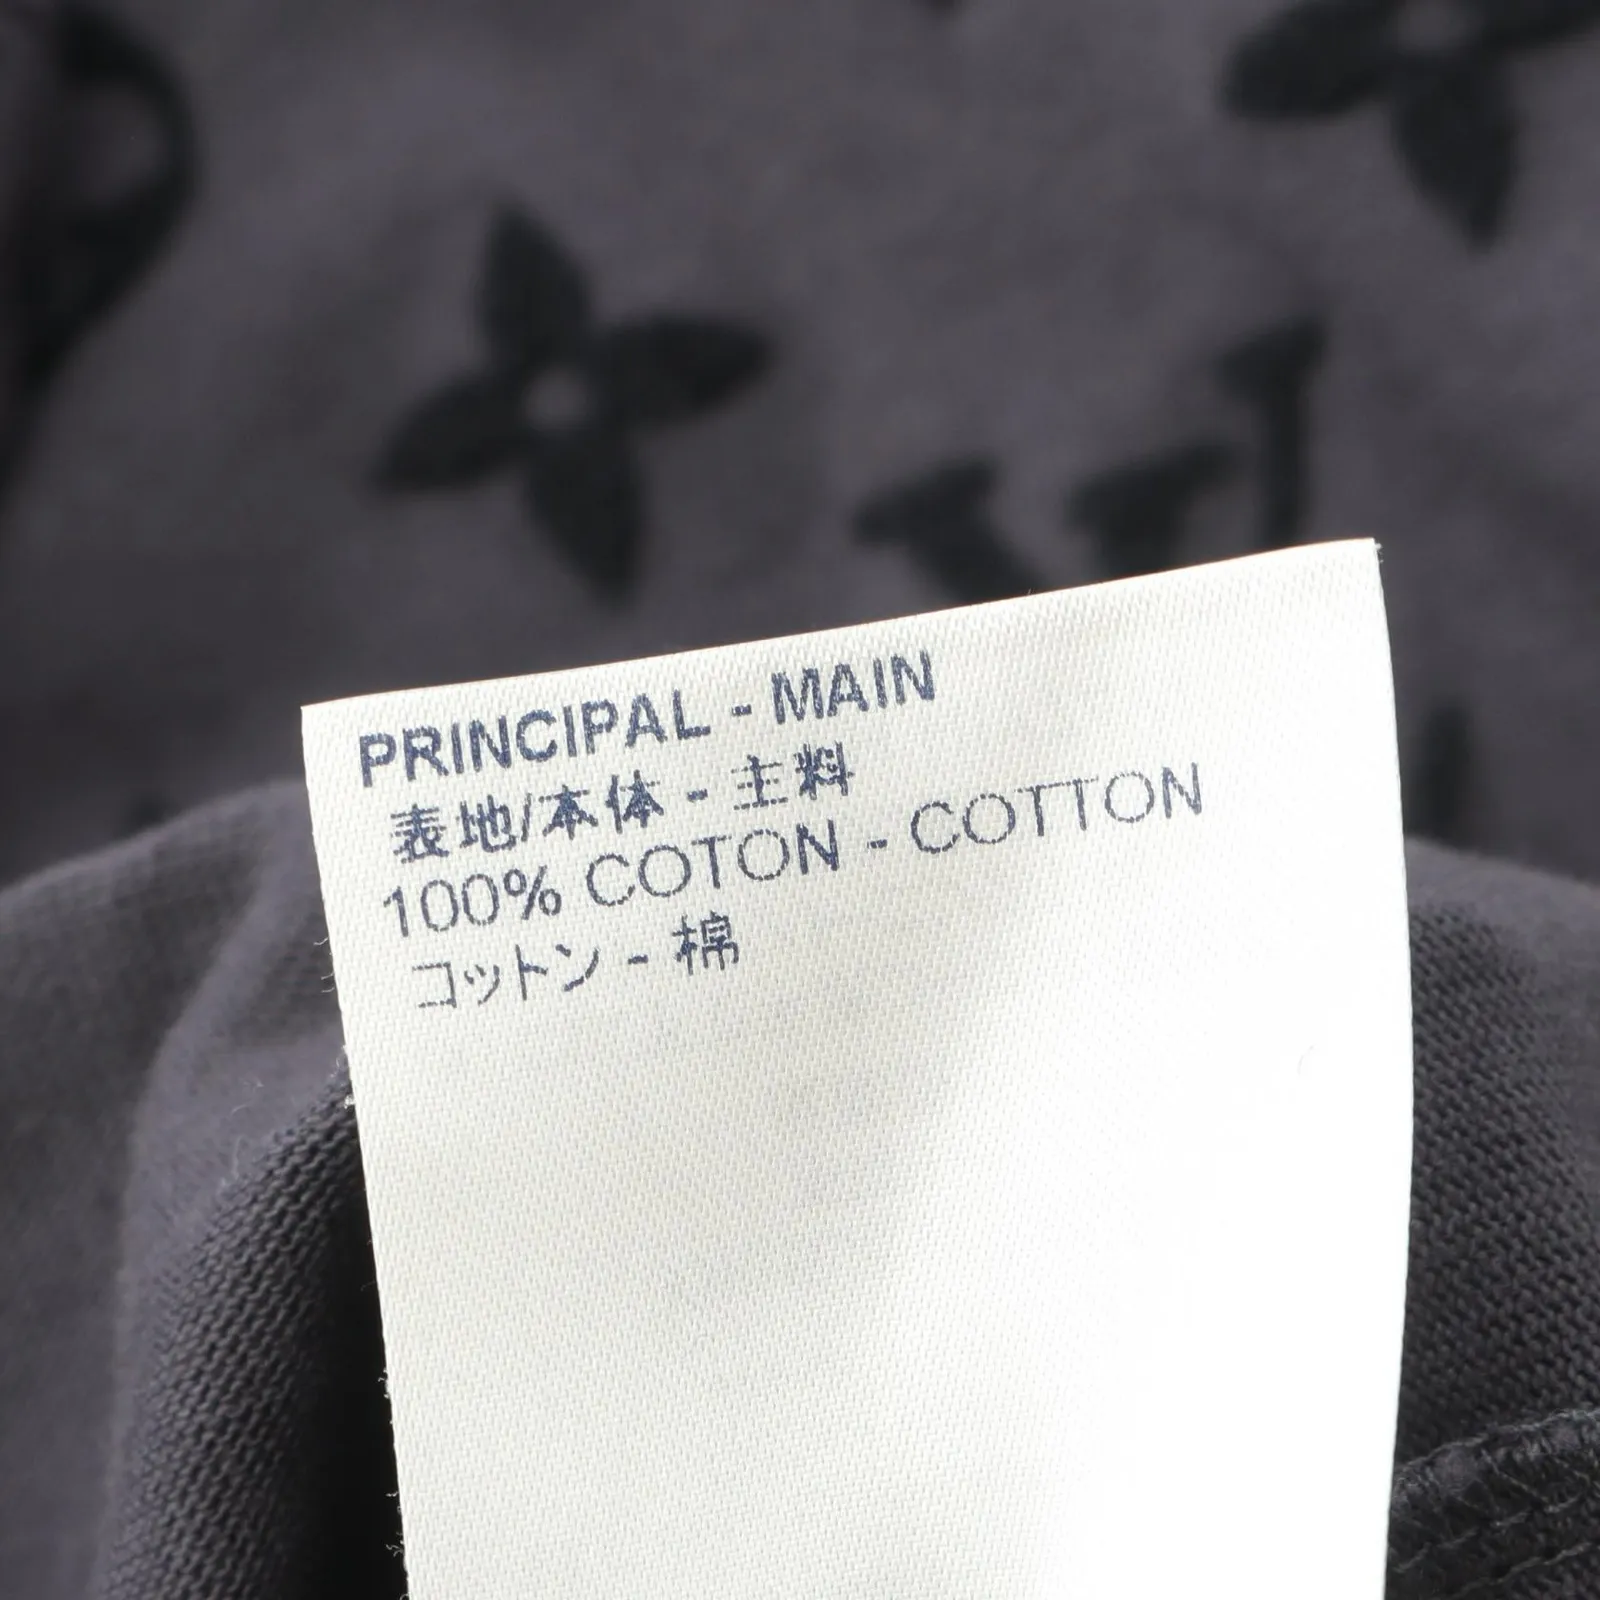 PRINCIPAL - MAIN
表地/本体 - 主料
100% COTON - COTTON
コットン - 棉